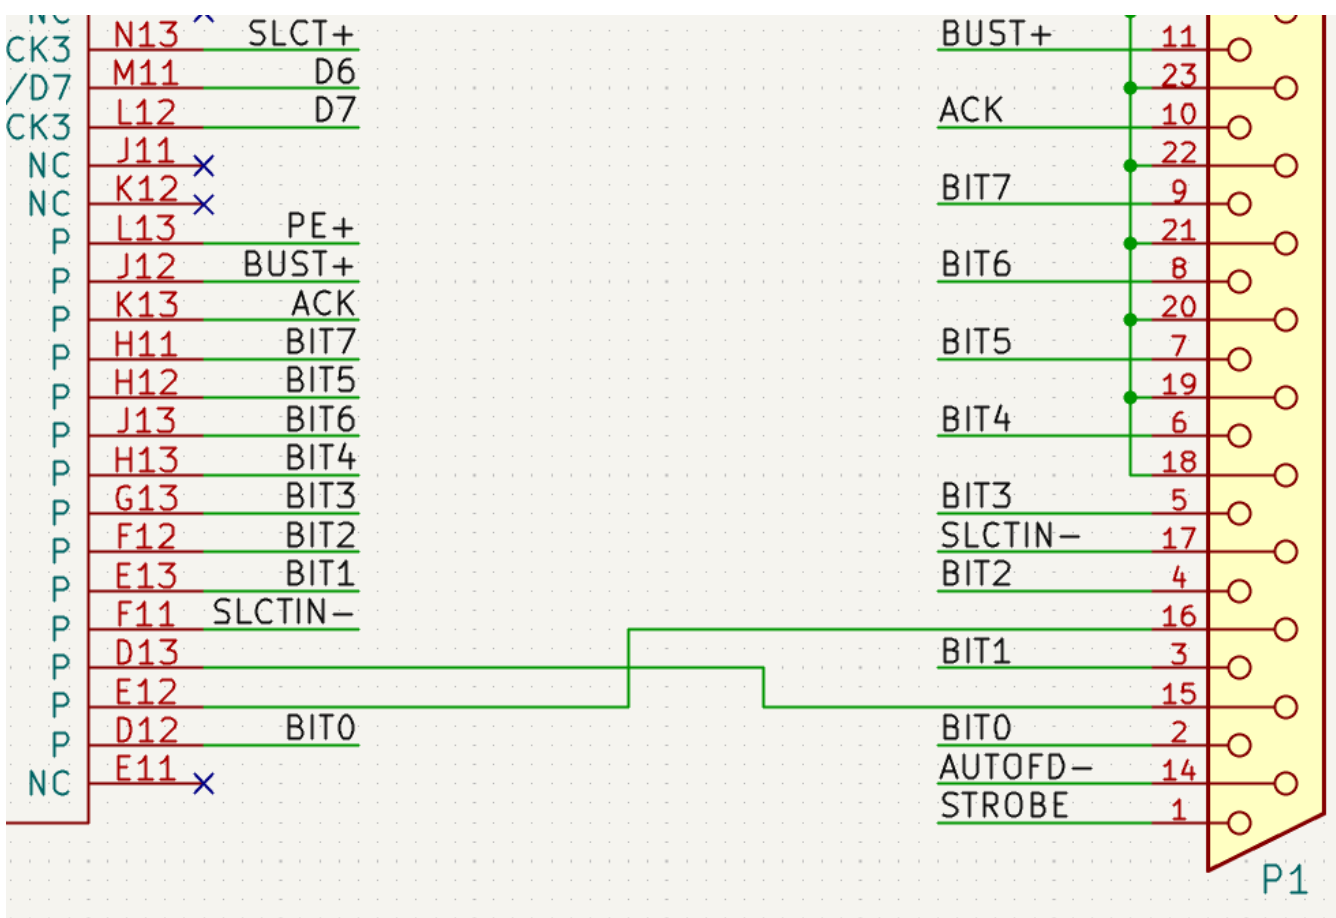 NC
CK3 N13 SLCT+ BUST+ 11
/D7 M11 D6 23
CK3 L12 D7 ACK 10
NC J11 22
NC K12 BIT7 9
P L13 PE+ 21
P J12 BUST+ BIT6 8
P K13 ACK 20
P H11 BIT7 BIT5 7
P H12 BIT5 19
P J13 BIT6 BIT4 6
P H13 BIT4 18
P G13 BIT3 BIT3 5
P F12 BIT2 SLCTIN- 17
P E13 BIT1 BIT2 4
P F11 SLCTIN- 16
P D13 BIT1 3
P E12 15
P D12 BIT0 BIT0 2
NC E11 AUTOFD- 14
STROBE 1
P1